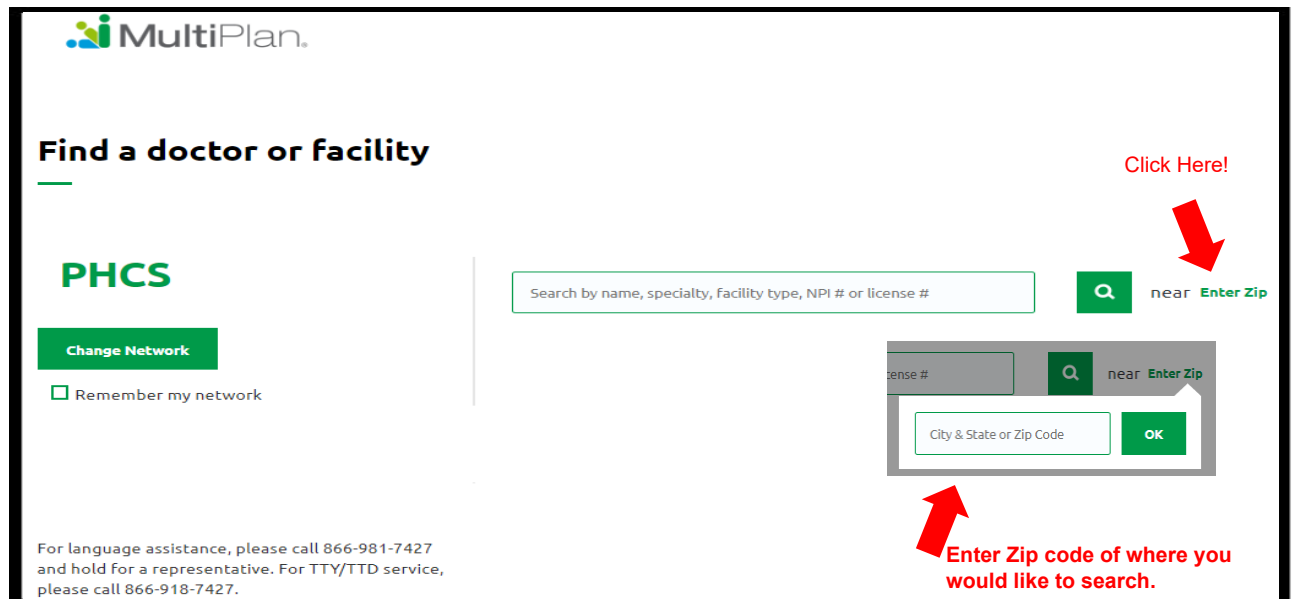 MultiPlan.
Find a doctor or facility
Click Here!
PHCS
Search by name, specialty, facility type, NPI # or license #
near Enter Zip
Change Network
Remember my network
cense #
near Enter Zip
City & State or Zip Code
OK
Enter Zip code of where you
would like to search.
For language assistance, please call 866-981-7427
and hold for a representative. For TTY/TTD service,
please call 866-918-7427.